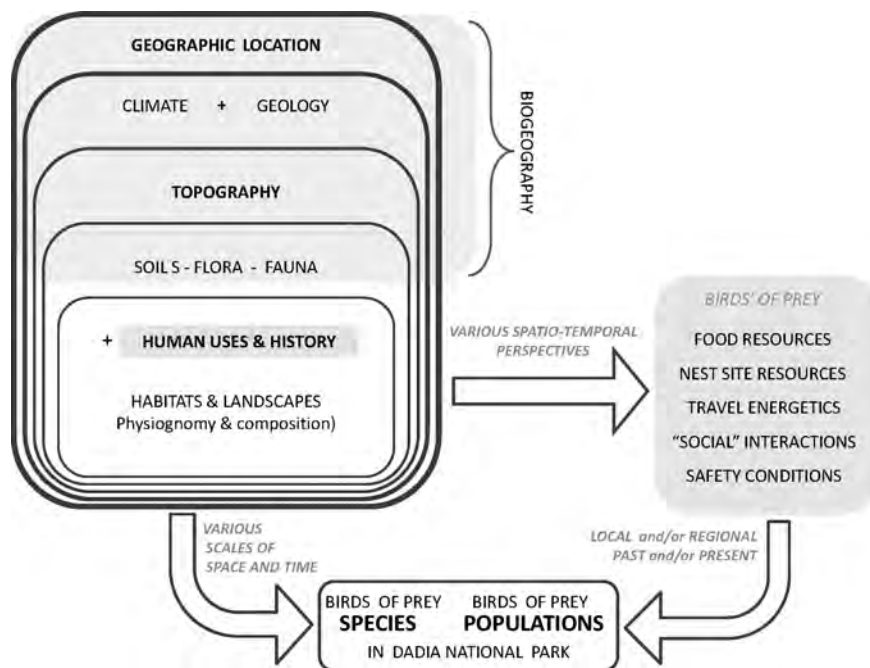 GEOGRAPHIC LOCATION
CLIMATE + GEOLOGY
TOPOGRAPHY
SOIL'S - FLORA - FAUNA
+ HUMAN USES & HISTORY
HABITATS & LANDSCAPES
Physiognomy & composition)
BIOGEOGRAPHY
VARIOUS SPATIO-TEMPORAL
PERSPECTIVES
BIRDS' OF PREY
FOOD RESOURCES
NEST SITE RESOURCES
TRAVEL ENERGETICS
"SOCIAL" INTERACTIONS
SAFETY CONDITIONS
VARIOUS
SCALES OF
SPACE AND TIME
LOCAL and/or REGIONAL
PAST and/or PRESENT
BIRDS OF PREY BIRDS OF PREY
SPECIES POPULATIONS
IN DADIA NATIONAL PARK